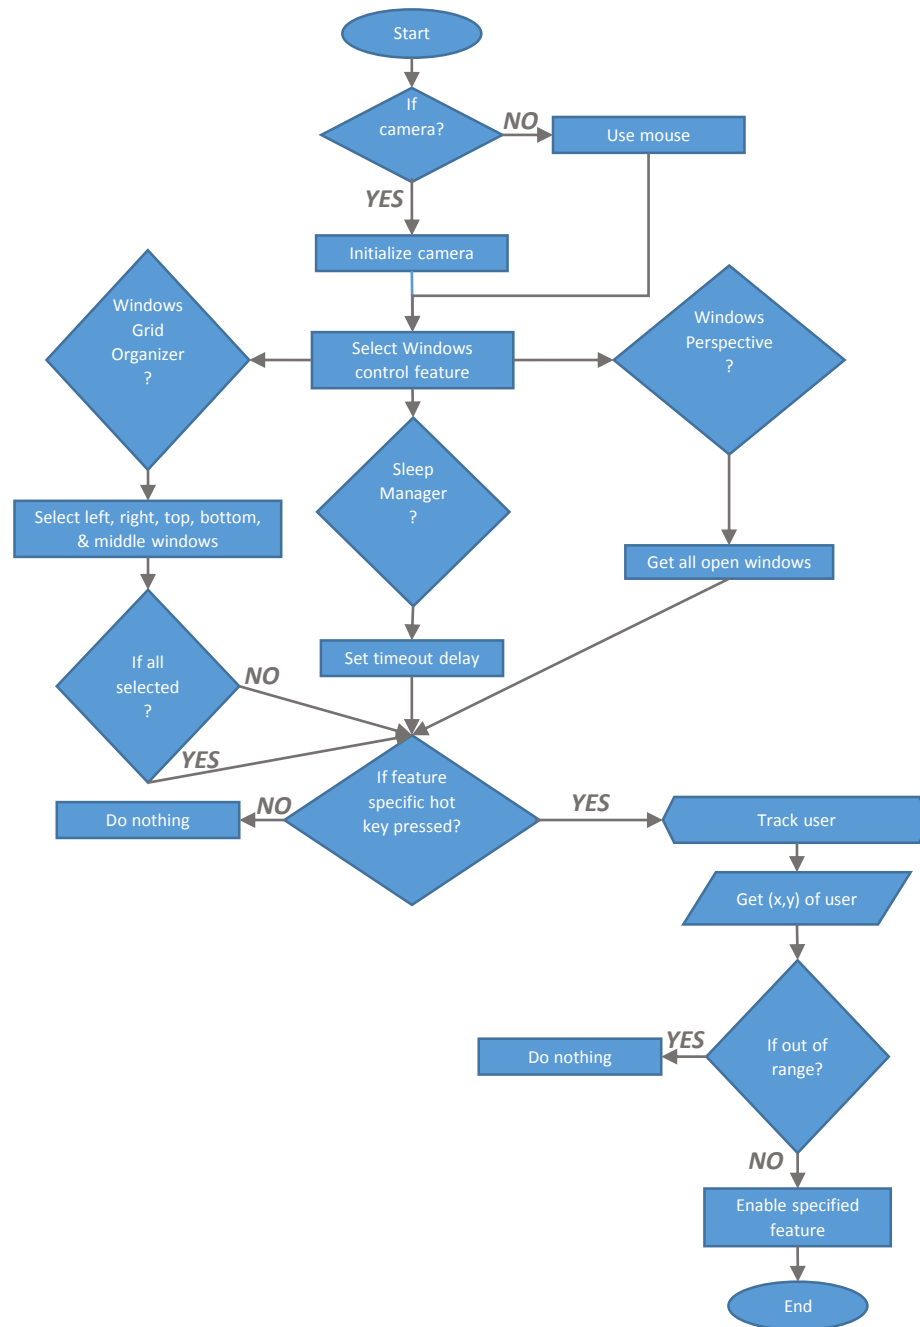 Start
If
camera?
NO
Use mouse
YES
Initialize camera
Windows
Grid
Organizer
?
Select Windows
control feature
Windows
Perspective
?
Sleep
Manager
?
Select left, right, top, bottom,
& middle windows
Get all open windows
If all
selected
?
NO
Set timeout delay
YES
If feature
specific hot
key pressed?
NO
Do nothing
YES
Track user
Get (x,y) of user
If out of
range?
YES
Do nothing
NO
Enable specified
feature
End